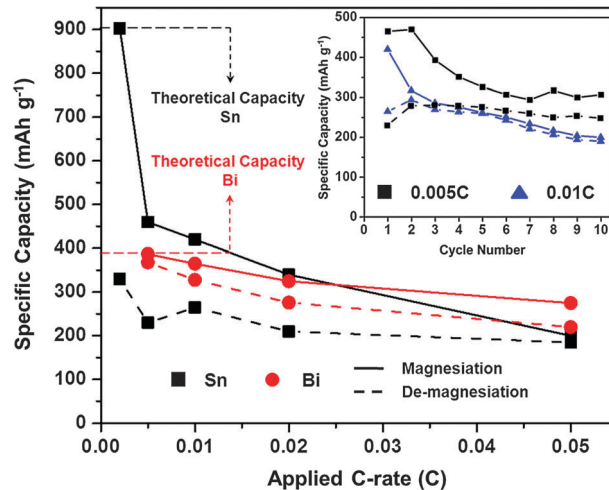 Specific Capacity (mAh g⁻¹)
900
800
700
600
500
400
300
200
100
0
0.00
0.01
0.02
0.03
0.04
0.05
Applied C-rate (C)
Theoretical Capacity
Sn
Theoretical Capacity
Bi
Sn
Bi
Magnesiation
De-magnesiation
Specific Capacity (mAh g⁻¹)
500
400
300
200
100
0
0 1 2 3 4 5 6 7 8 9 10
Cycle Number
0.005C
0.01C